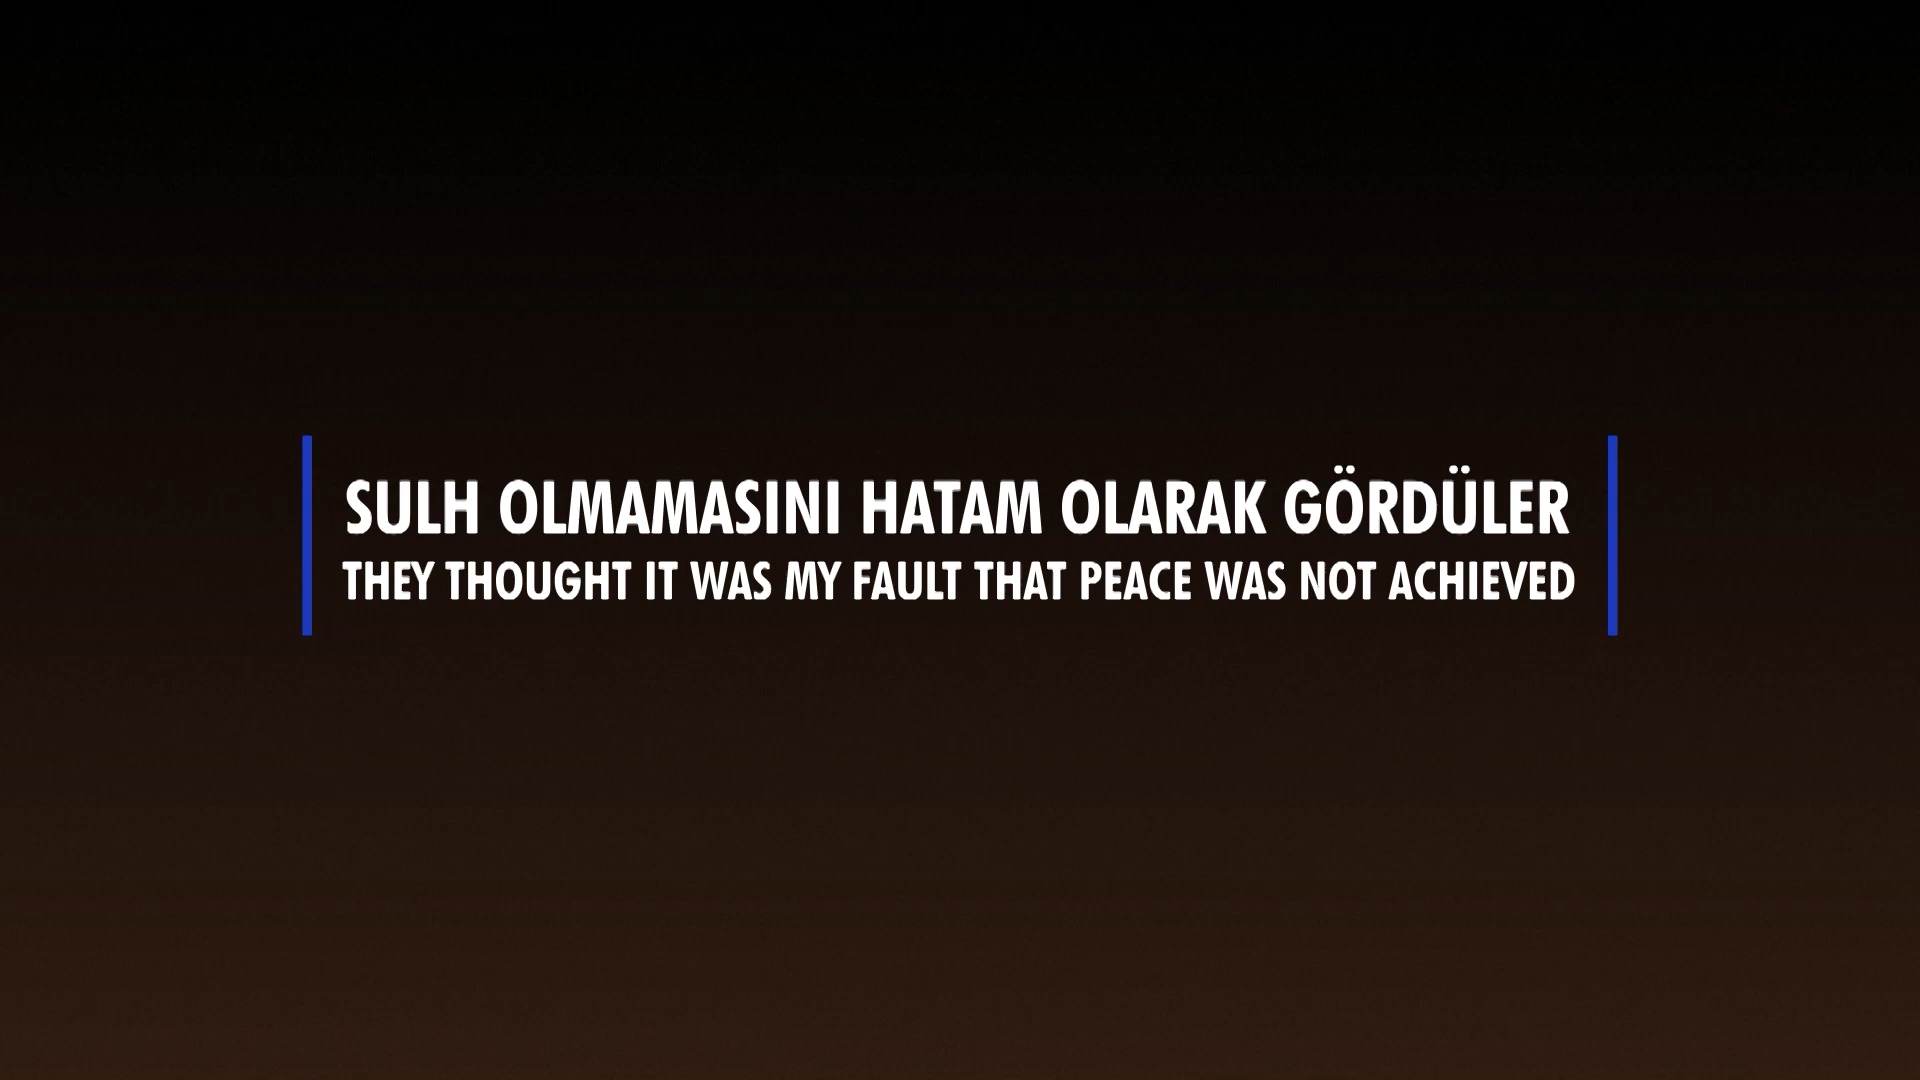 SULH OLMAMASINI HATAM OLARAK GÖRDÜLER
THEY THOUGHT IT WAS MY FAULT THAT PEACE WAS NOT ACHIEVED